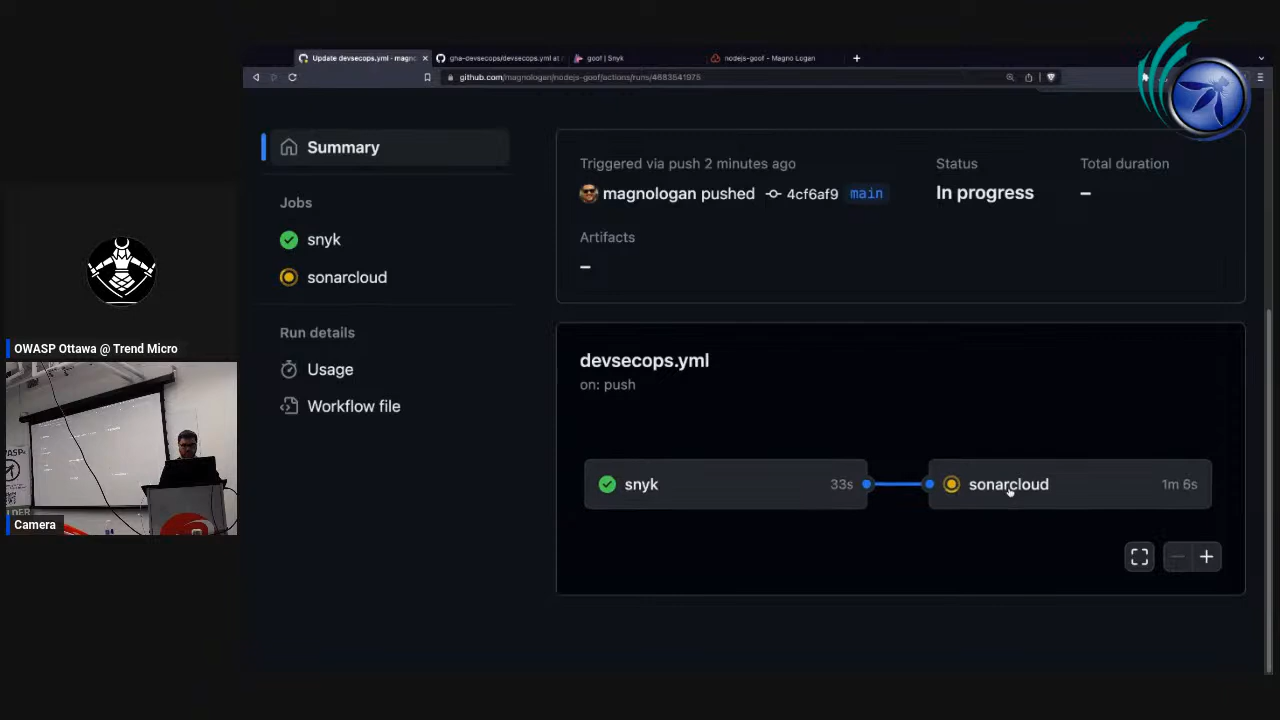 Update devsecops.yml - magno
gha-devsecops/devsecops.yml at
goof | Snyk
nodejs-goof - Magno Logan
github.com/magnologan/nodejs-goof/actions/runs/4683541975
Summary
Jobs
snyk
sonarcloud
Run details
Usage
Workflow file
Triggered via push 2 minutes ago
magnologan pushed 4cf6af9 main
Status
In progress
Total duration
–
Artifacts
–
devsecops.yml
on: push
snyk 33s
sonarcloud 1m 6s
OWASP Ottawa @ Trend Micro
Camera